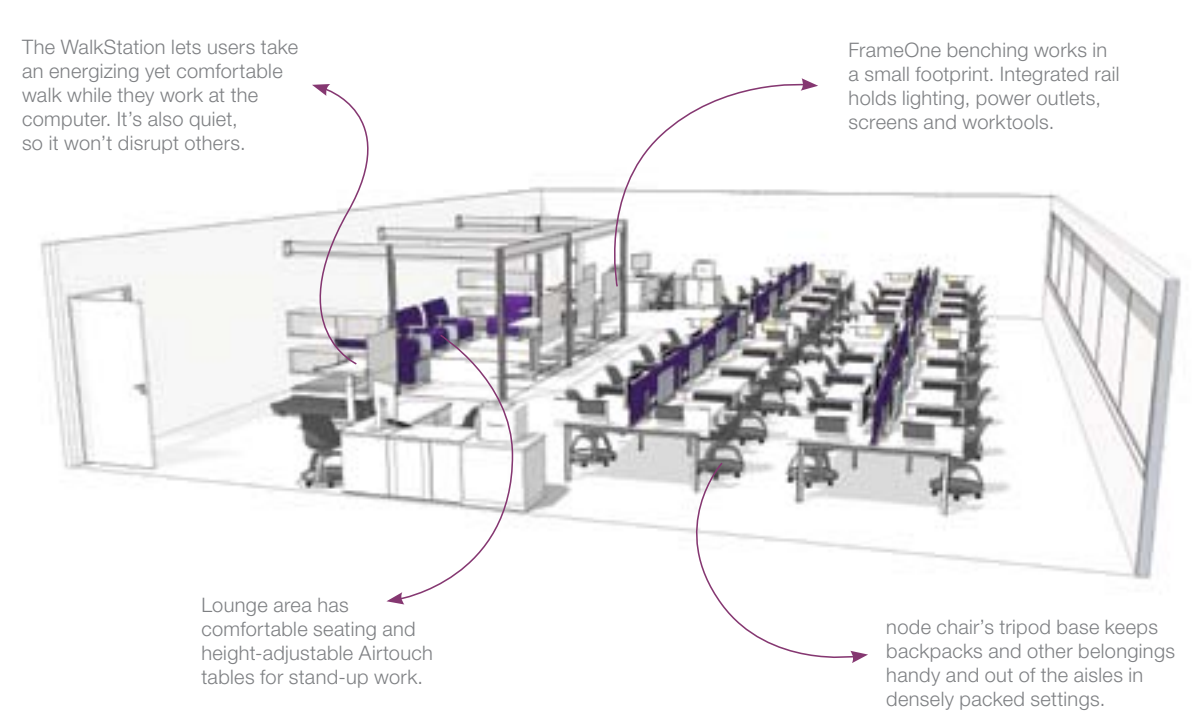 The WalkStation lets users take
an energizing yet comfortable
walk while they work at the
computer. It's also quiet,
so it won't disrupt others.
FrameOne benching works in
a small footprint. Integrated rail
holds lighting, power outlets,
screens and worktools.
Lounge area has
comfortable seating and
height-adjustable Airtouch
tables for stand-up work.
node chair's tripod base keeps
backpacks and other belongings
handy and out of the aisles in
densely packed settings.